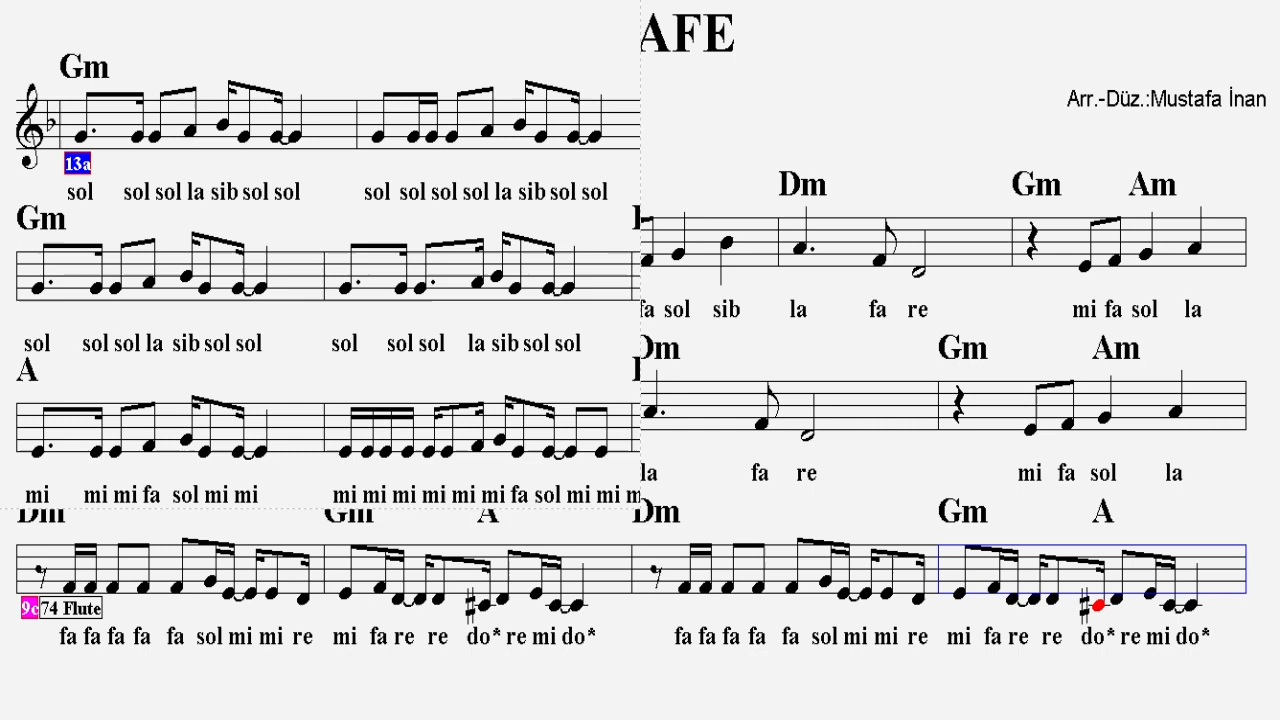 AFE
Arr.-Düz.:Mustafa İnan
Gm
13a
sol sol sol la sib sol sol sol sol sol sol la sib sol sol
Dm Gm Am
fa sol sib la fa re mi fa sol la
Gm
sol sol sol la sib sol sol sol sol sol la sib sol sol
Dm Gm Am
la fa re mi fa sol la
A
mi mi mi fa sol mi mi mi mi mi mi mi mi fa sol mi mi m
Dm Gm A Dm Gm A
9c 74 Flute
fa fa fa fa fa sol mi mi re mi fa re re do* re mi do* fa fa fa fa fa sol mi mi re mi fa re re do* re mi do*